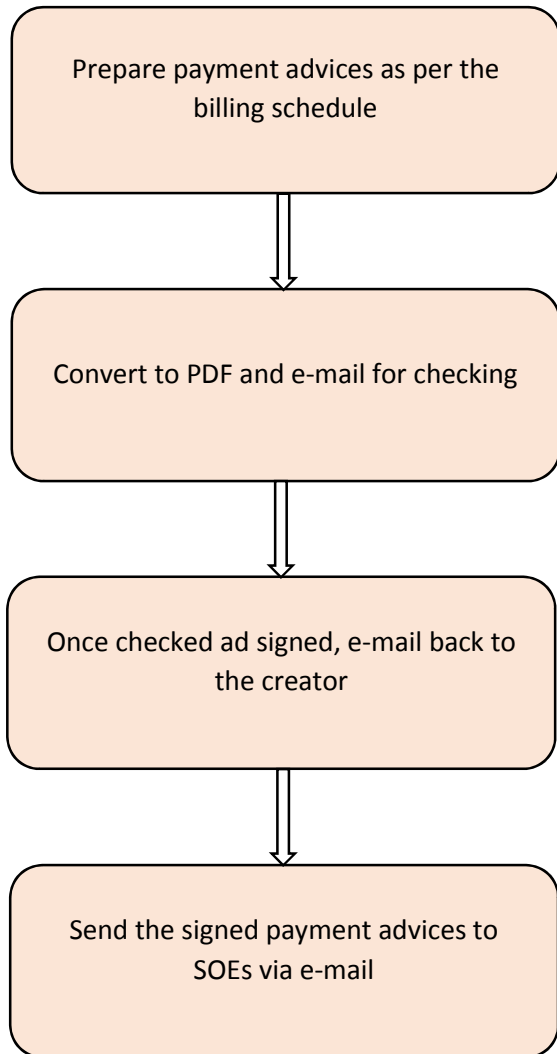 Prepare payment advices as per the
billing schedule
Convert to PDF and e-mail for checking
Once checked ad signed, e-mail back to
the creator
Send the signed payment advices to
SOEs via e-mail